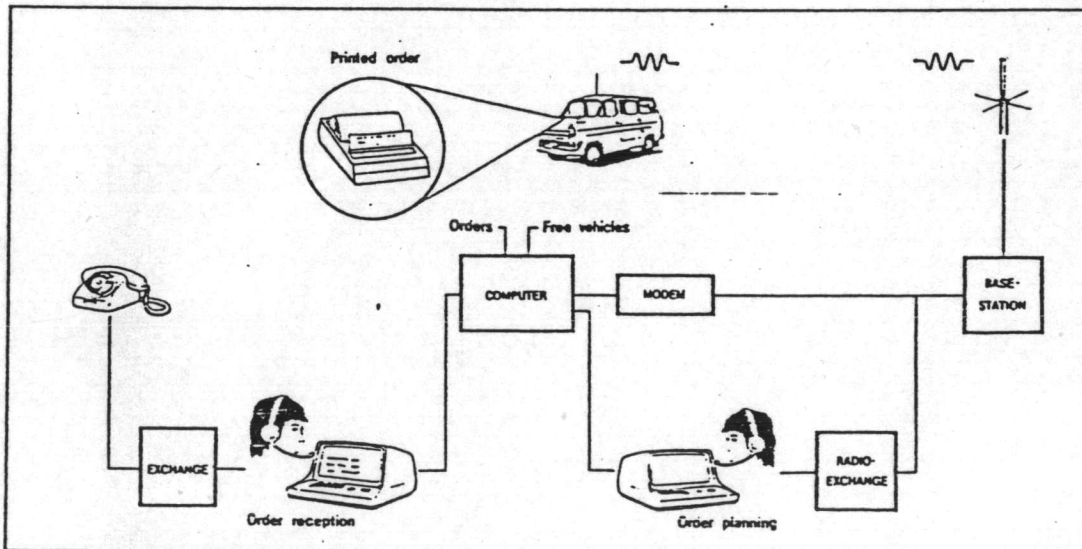 Printed order
Orders
Free vehicles
COMPUTER
MODEM
BASE-
STATION
EXCHANGE
RADIO-
EXCHANGE
Order reception
Order planning